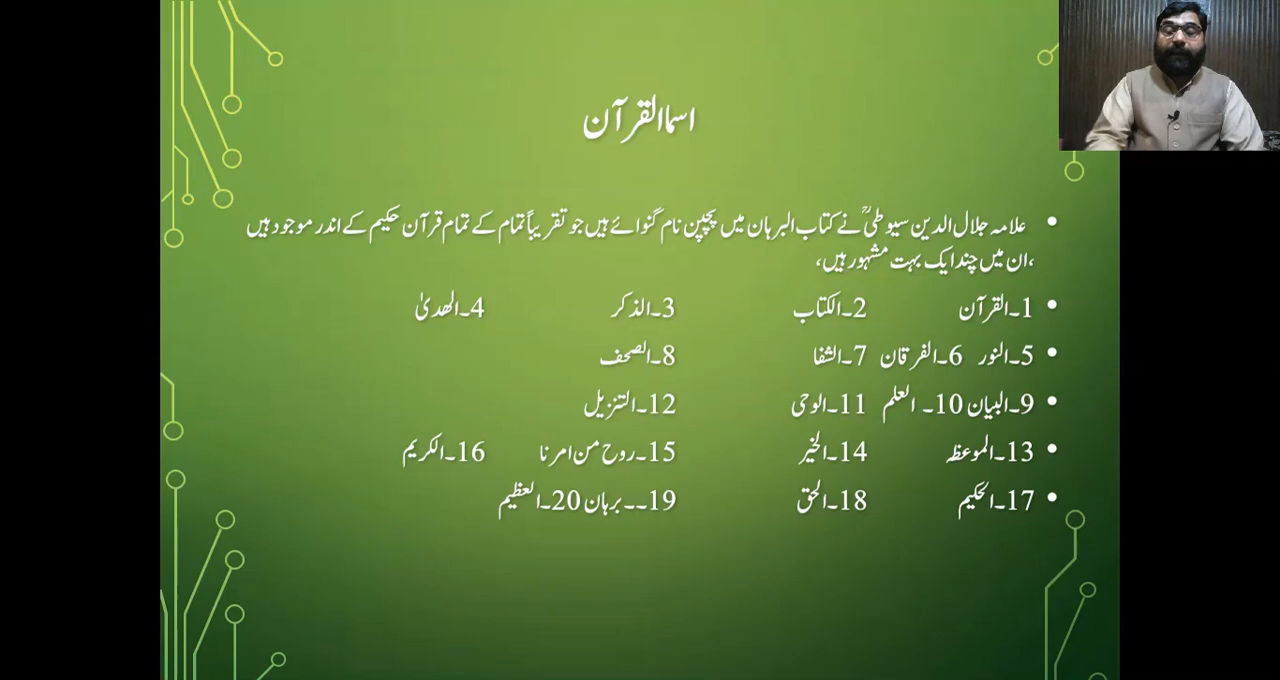 اسماالقرآن
علامہ جلال الدین سیوطیؒ نے کتاب البرہان میں پچپن نام گنوائے ہیں جو تقریباً تمام کے تمام قرآن حکیم کے اندر موجود ہیں
،ان میں چند ایک بہت مشہور ہیں،
1۔القرآن 2۔الکتاب 3۔الذکر 4۔الھدیٰ
5۔النور 6۔الفرقان 7۔الشفا 8۔الصحف
9۔البیان 10۔ العلم 11۔الوحی 12۔التنزیل
13۔الموعظہ 14۔الخیر 15۔روح من امرنا 16۔الکریم
17۔الحکیم 18۔الحق 19۔۔برہان 20۔العظیم